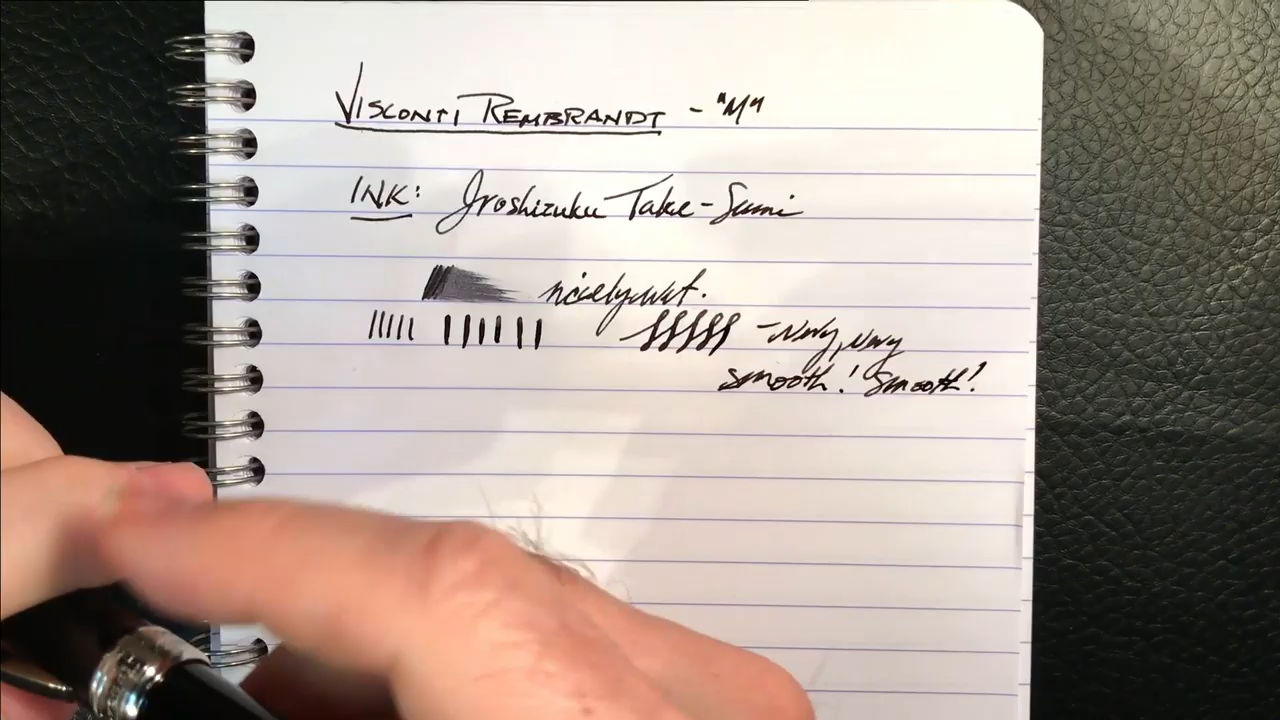 VISCONTI REMBRANDT - "M"
INK: Iroshizuku Take-Sumi
nicely wet.
- Very, very
smooth! Smooth!